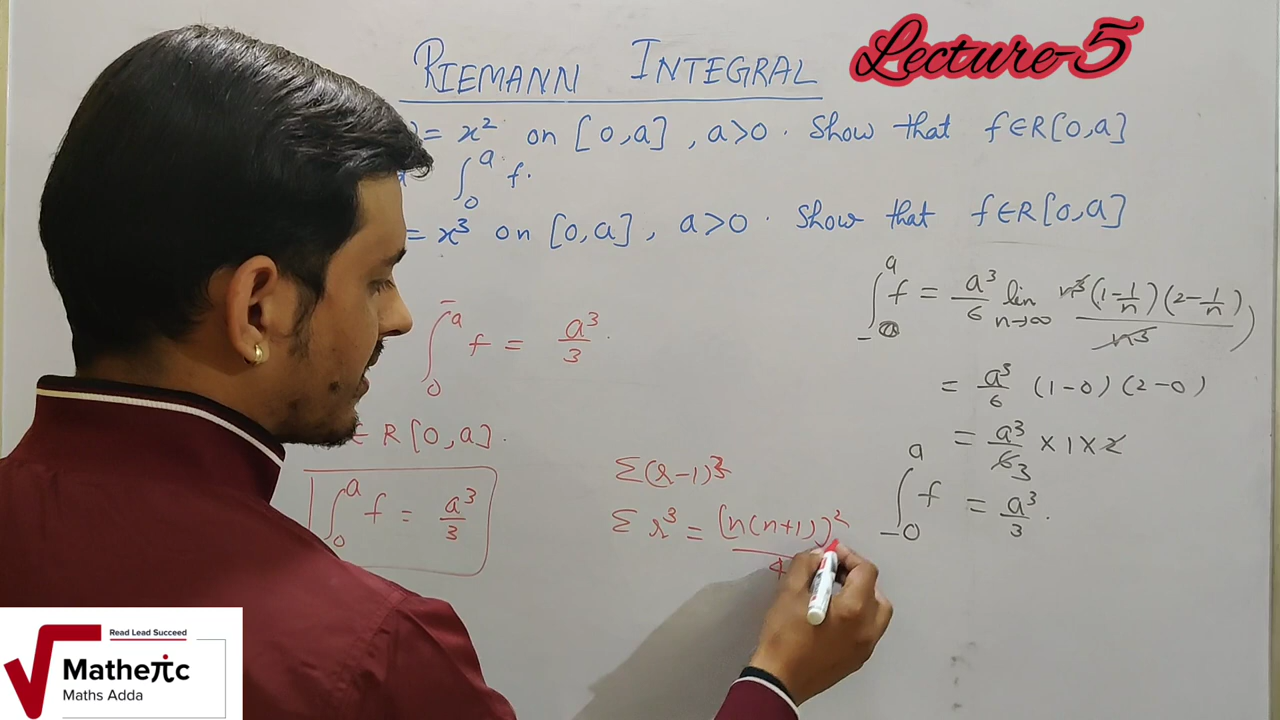 RIEMANN INTEGRAL
Lecture-5
= x² on [0,a], a>0. Show that f∈R[0,a]
∫₀ᵃ f.
= x³ on [0,a], a>0. Show that f∈R[0,a]
∫₀ᵃ f = a³/3.
∈ R[0,a].
∫₀ᵃ f = a³/3
Σ(r-1)³
Σ r³ = (n(n+1))²/4
∫ᵃ f = a³/6 lim n→∞ n³(1-1/n)(2-1/n)/n³)
= a³/6 (1-0)(2-0)
= a³/6 3 × 1 × 2
∫₀ᵃ f = a³/3.
Read Lead Succeed
Mathetic
Maths Adda